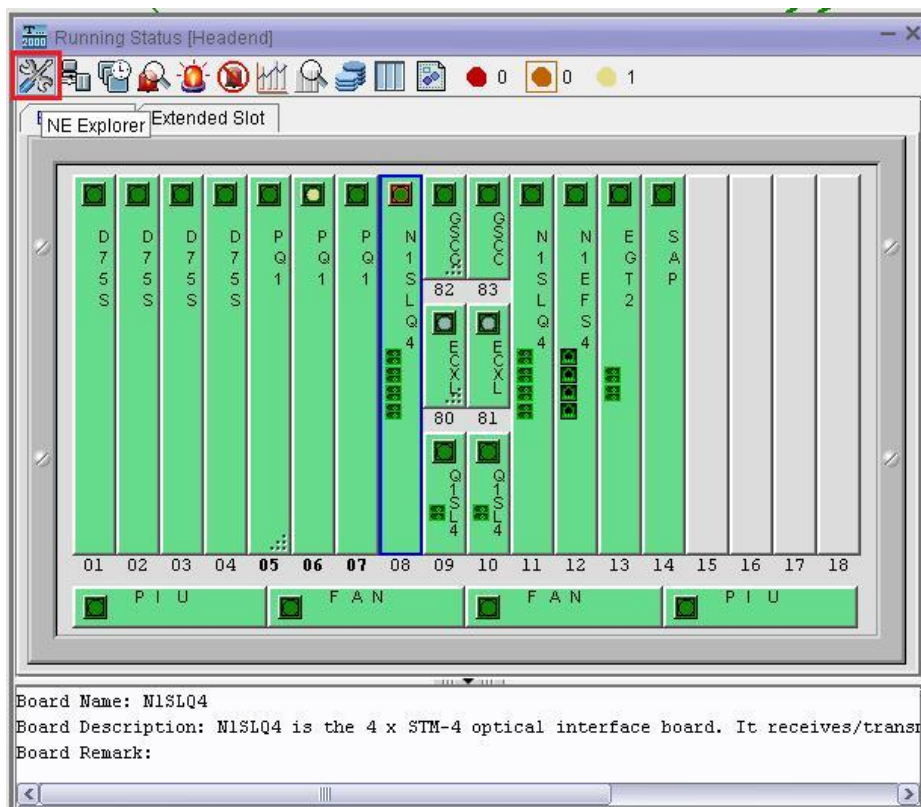 T...
2000
Running Status [Headend]
0 0 1
NE Explorer
Extended Slot
D75S
D75S
D75S
D75S
PQ1
PQ1
PQ1
N1SLQ4
GSCC
GSCC
N1SLQ4
N1EFS4
EGT2
SAP
82 83
ECXL
ECXL
80 81
Q1SL4
Q1SL4
01 02 03 04 05 06 07 08 09 10 11 12 13 14 15 16 17 18
PIU FAN FAN PIU
Board Name: N1SLQ4
Board Description: N1SLQ4 is the 4 x STM-4 optical interface board. It receives/trans
Board Remark: